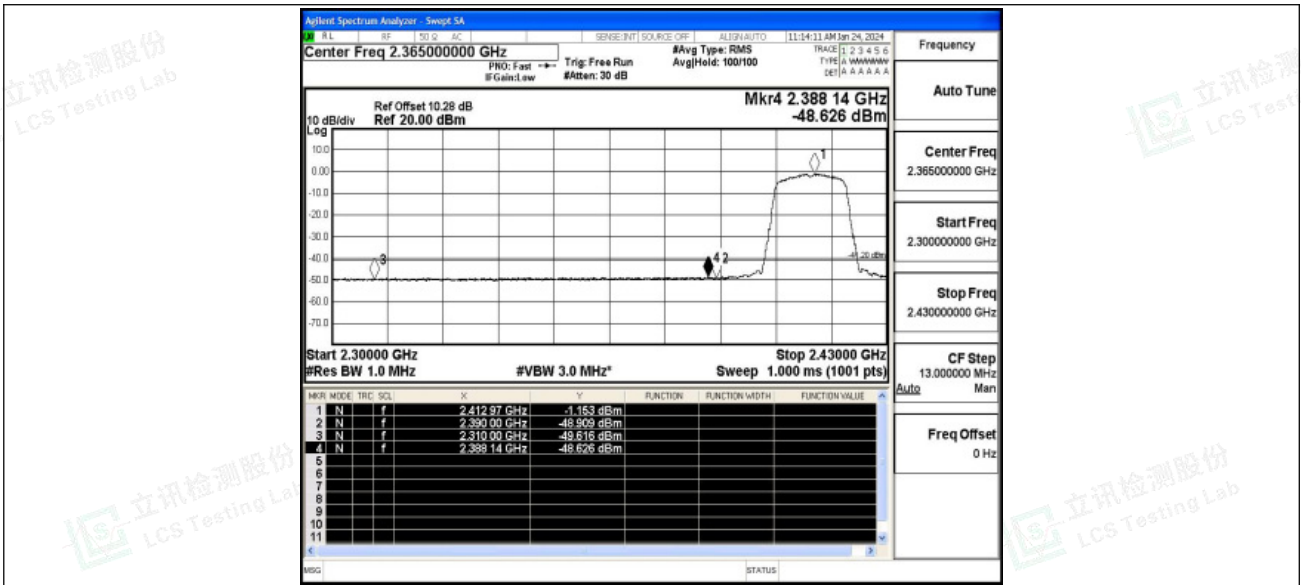 Agilent Spectrum Analyzer - Swept SA
RL RF 50 Ω AC SENSE:INT SOURCE OFF ALIGN AUTO 11:14:11 AM Jan 24, 2024
Center Freq 2.365000000 GHz
#Avg Type: RMS
TRACE 1 2 3 4 5 6
PNO: Fast
Trig: Free Run
Avg|Hold: 100/100
TYPE A WWWWW
IFGain:Low
#Atten: 30 dB
DET A A A A A A
Frequency
Auto Tune
Mkr4 2.388 14 GHz
-48.626 dBm
Ref Offset 10.28 dB
10 dB/div Ref 20.00 dBm
Log
10.0
0.00
-10.0
-20.0
-30.0
-40.0
-50.0
-60.0
-70.0
1
3
4 2
-41.20 dBm
Start 2.30000 GHz Stop 2.43000 GHz
#Res BW 1.0 MHz #VBW 3.0 MHz* Sweep 1.000 ms (1001 pts)
Center Freq
2.365000000 GHz
Start Freq
2.300000000 GHz
Stop Freq
2.430000000 GHz
CF Step
13.000000 MHz
Auto Man
Freq Offset
0 Hz
MKR MODE TRC SCL X Y FUNCTION FUNCTION WIDTH FUNCTION VALUE
1 N f 2.412 97 GHz -1.153 dBm
2 N f 2.390 00 GHz -48.909 dBm
3 N f 2.310 00 GHz -49.616 dBm
4 N f 2.388 14 GHz -48.626 dBm
5
6
7
8
9
10
11
MSG STATUS
立讯检测股份
LCS Testing Lab
立讯检测
LCS Test
立讯检测股份
LCS Testing Lab
立讯检测股份
LCS Testing Lab